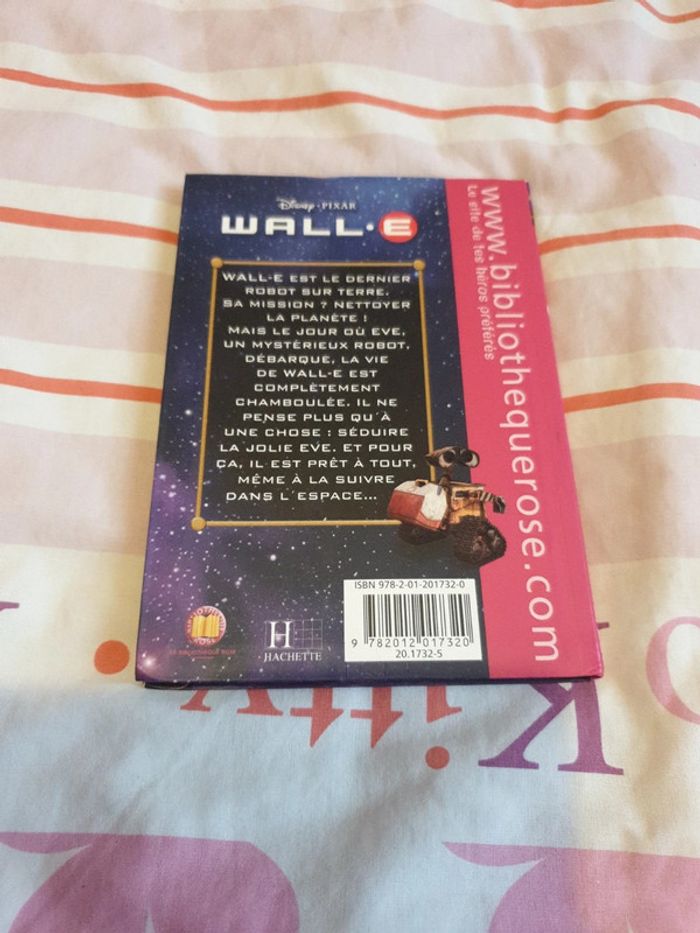 Disney · PIXAR
WALL·E
WALL-E EST LE DERNIER
ROBOT SUR TERRE.
SA MISSION ? NETTOYER
LA PLANÈTE !
MAIS LE JOUR OÙ EVE,
UN MYSTÉRIEUX ROBOT,
DÉBARQUE, LA VIE
DE WALL-E EST
COMPLÈTEMENT
CHAMBOULÉE. IL NE
PENSE PLUS QU'À
UNE CHOSE : SÉDUIRE
LA JOLIE EVE. ET POUR
ÇA, IL EST PRÊT À TOUT,
MÊME À LA SUIVRE
DANS L'ESPACE...
www.bibliothequerose.com
Le site de tes héros préférés
ISBN 978-2-01-201732-0
9 782012 017320
20.1732-5
H
HACHETTE
Kitty